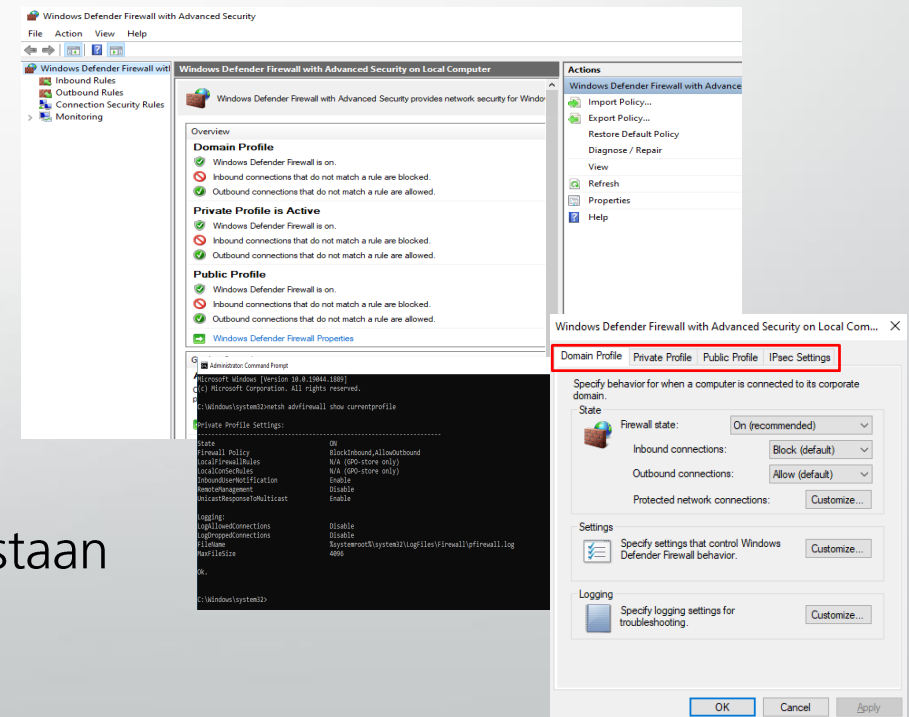 Windows Defender Firewall with Advanced Security
File Action View Help
Windows Defender Firewall with
Inbound Rules
Outbound Rules
Connection Security Rules
Monitoring
Windows Defender Firewall with Advanced Security on Local Computer
Windows Defender Firewall with Advanced Security provides network security for Window
Overview
Domain Profile
Windows Defender Firewall is on.
Inbound connections that do not match a rule are blocked.
Outbound connections that do not match a rule are allowed.
Private Profile is Active
Windows Defender Firewall is on.
Inbound connections that do not match a rule are blocked.
Outbound connections that do not match a rule are allowed.
Public Profile
Windows Defender Firewall is on.
Inbound connections that do not match a rule are blocked.
Outbound connections that do not match a rule are allowed.
Windows Defender Firewall Properties
Actions
Windows Defender Firewall with Advance
Import Policy...
Export Policy...
Restore Default Policy
Diagnose / Repair
View
Refresh
Properties
Help
Administrator: Command Prompt
Microsoft Windows [Version 10.0.19044.1889]
(c) Microsoft Corporation. All rights reserved.
C:\Windows\system32>netsh advfirewall show currentprofile
Private Profile Settings:
----------------------------------------------------------------------
State ON
Firewall Policy BlockInbound,AllowOutbound
LocalFirewallRules N/A (GPO-store only)
LocalConSecRules N/A (GPO-store only)
InboundUserNotification Enable
RemoteManagement Disable
UnicastResponseToMulticast Enable
Logging:
LogAllowedConnections Disable
LogDroppedConnections Disable
FileName %systemroot%\system32\LogFiles\Firewall\pfirewall.log
MaxFileSize 4096
Ok.
C:\Windows\system32>
staan
Windows Defender Firewall with Advanced Security on Local Com...
Domain Profile Private Profile Public Profile IPsec Settings
Specify behavior for when a computer is connected to its corporate
domain.
State
Firewall state: On (recommended)
Inbound connections: Block (default)
Outbound connections: Allow (default)
Protected network connections: Customize...
Settings
Specify settings that control Windows
Defender Firewall behavior.
Customize...
Logging
Specify logging settings for
troubleshooting.
Customize...
OK Cancel Apply